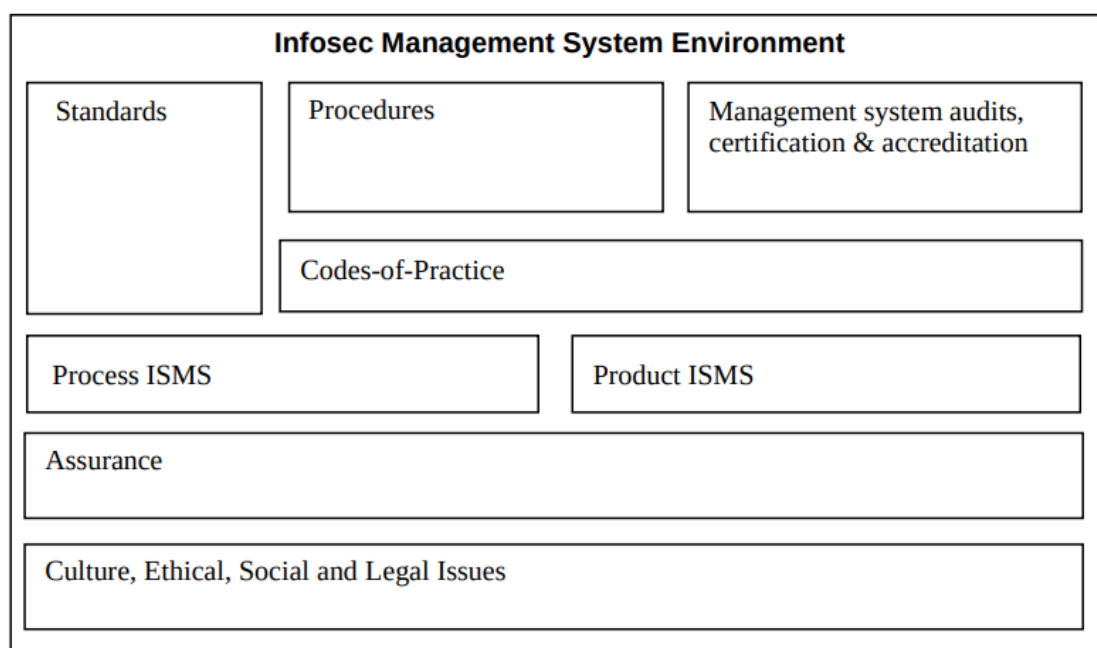 Infosec Management System Environment
Standards
Procedures
Management system audits,
certification & accreditation
Codes-of-Practice
Process ISMS
Product ISMS
Assurance
Culture, Ethical, Social and Legal Issues